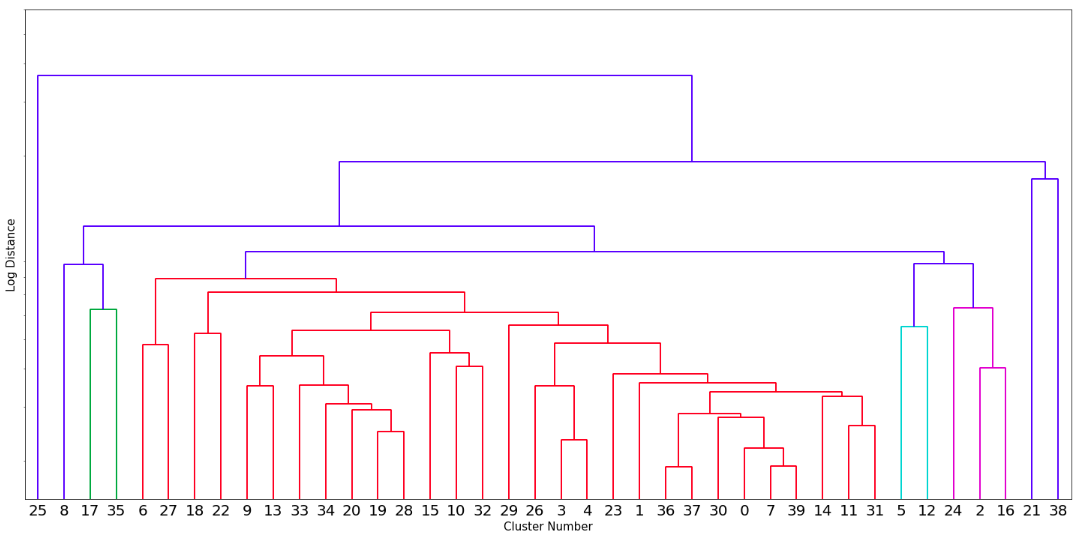 Log Distance
25 8 17 35 6 27 18 22 9 13 33 34 20 19 28 15 10 32 29 26 3 4 23 1 36 37 30 0 7 39 14 11 31 5 12 24 2 16 21 38
Cluster Number